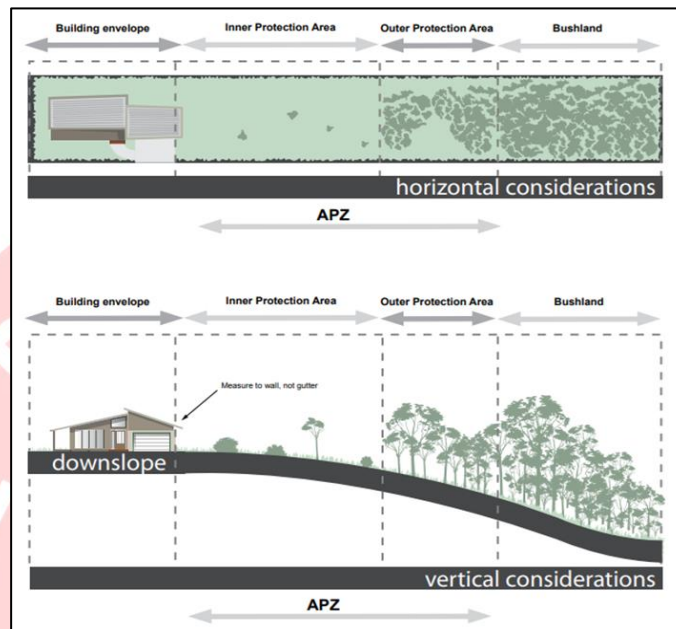 Building envelope Inner Protection Area Outer Protection Area Bushland
horizontal considerations
APZ
Building envelope Inner Protection Area Outer Protection Area Bushland
Measure to wall, not gutter
downslope
vertical considerations
APZ